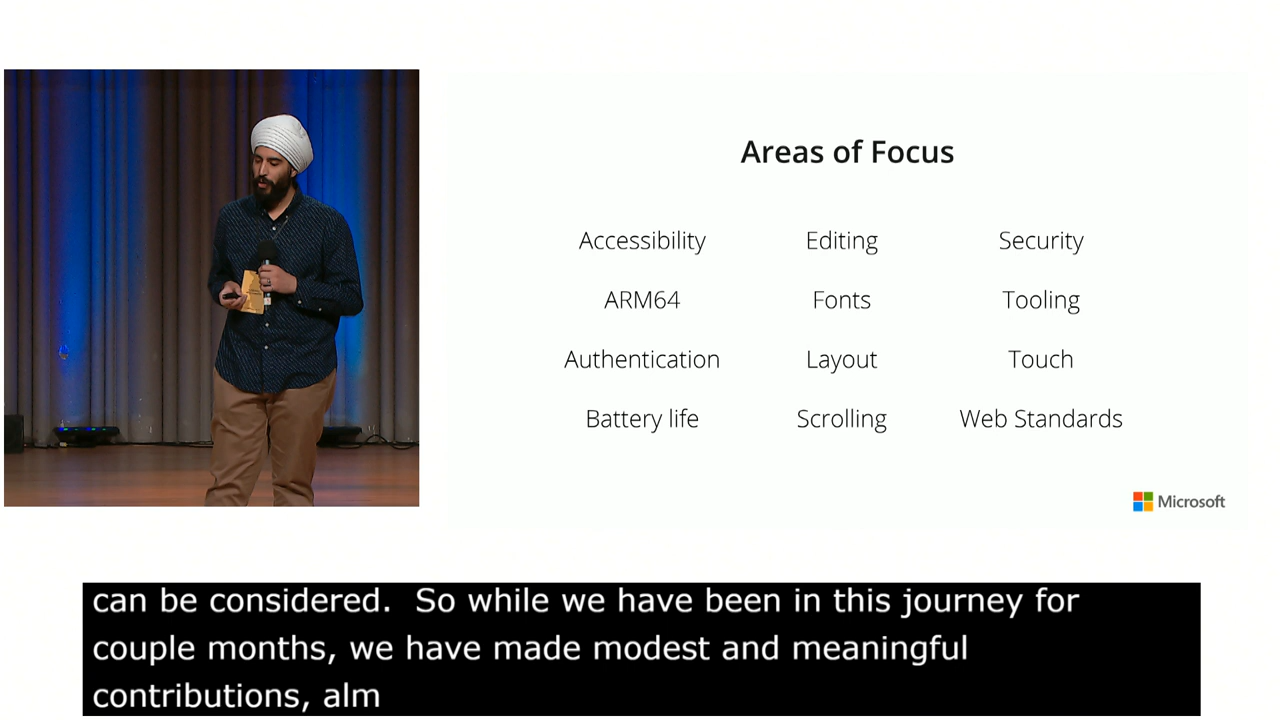 Areas of Focus
Accessibility Editing Security
ARM64 Fonts Tooling
Authentication Layout Touch
Battery life Scrolling Web Standards
Microsoft
can be considered. So while we have been in this journey for
couple months, we have made modest and meaningful
contributions, alm